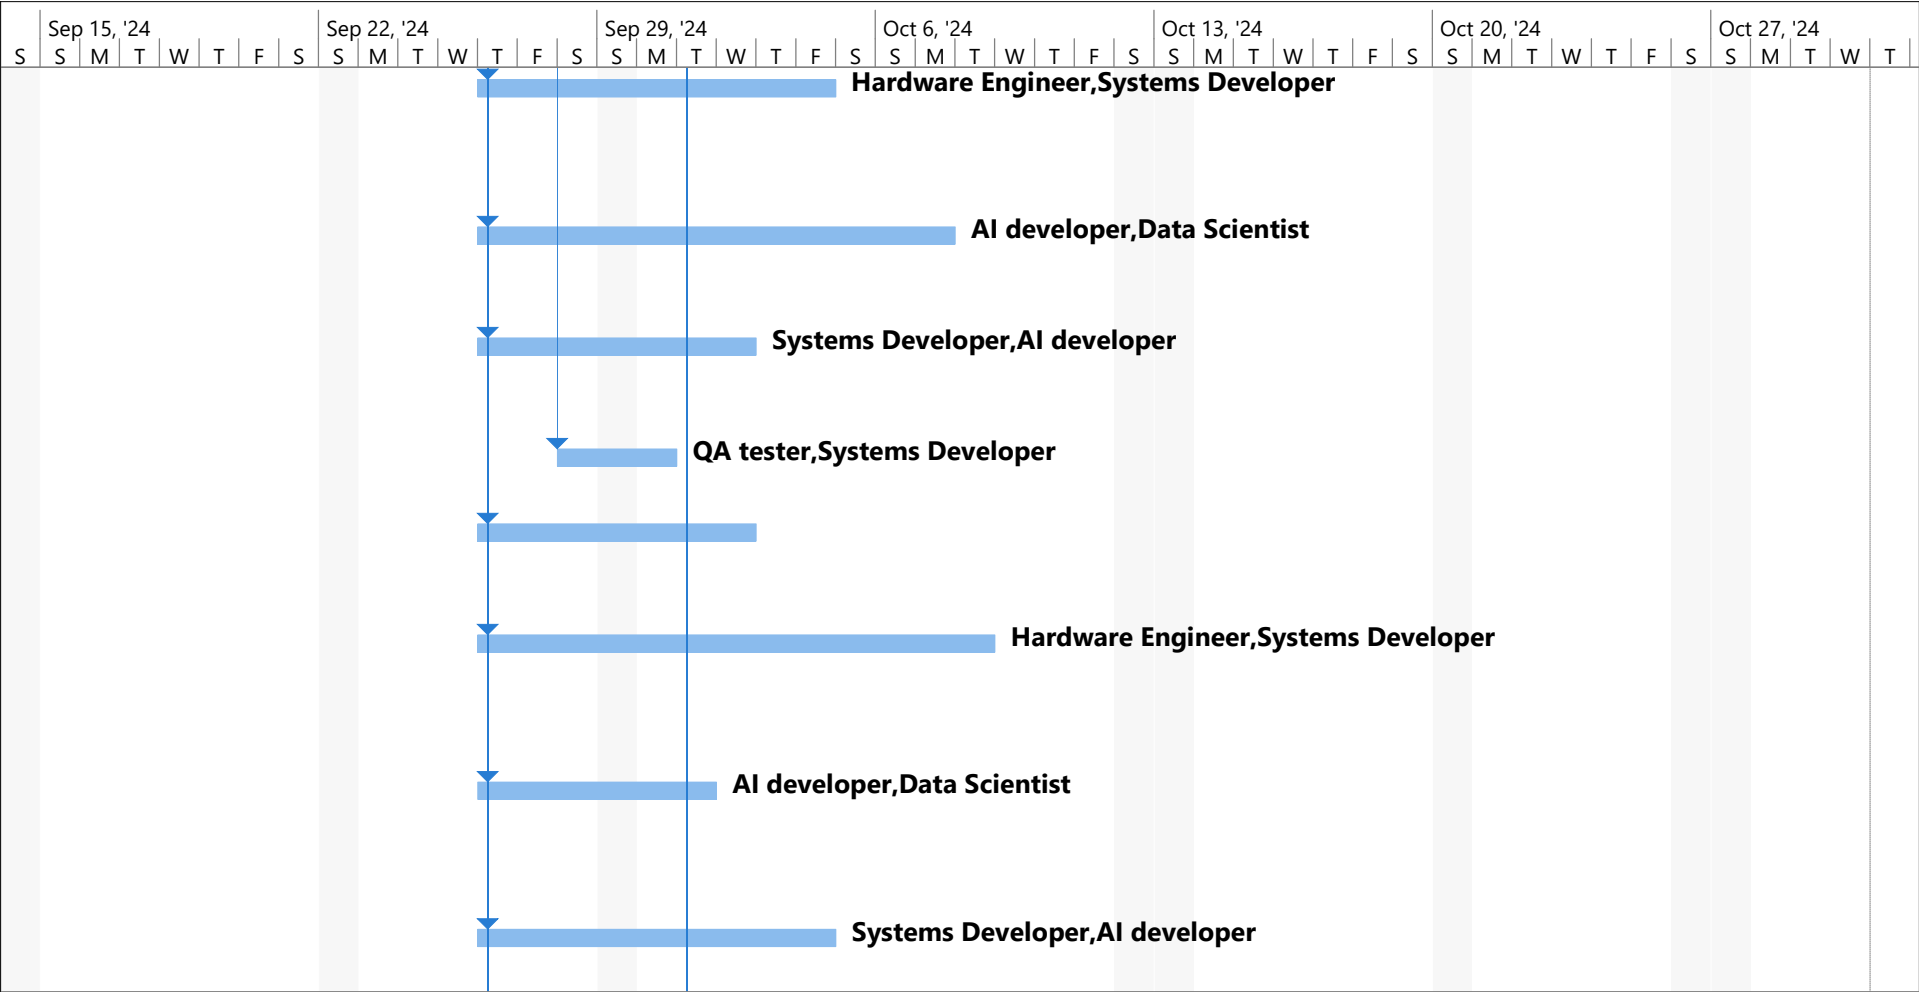 Sep 15, '24 Sep 22, '24 Sep 29, '24 Oct 6, '24 Oct 13, '24 Oct 20, '24 Oct 27, '24
S S M T W T F S S M T W T F S S M T W T F S S M T W T F S S M T W T F S S M T W T F S S M T W T
Hardware Engineer,Systems Developer
AI developer,Data Scientist
Systems Developer,AI developer
QA tester,Systems Developer
Hardware Engineer,Systems Developer
AI developer,Data Scientist
Systems Developer,AI developer